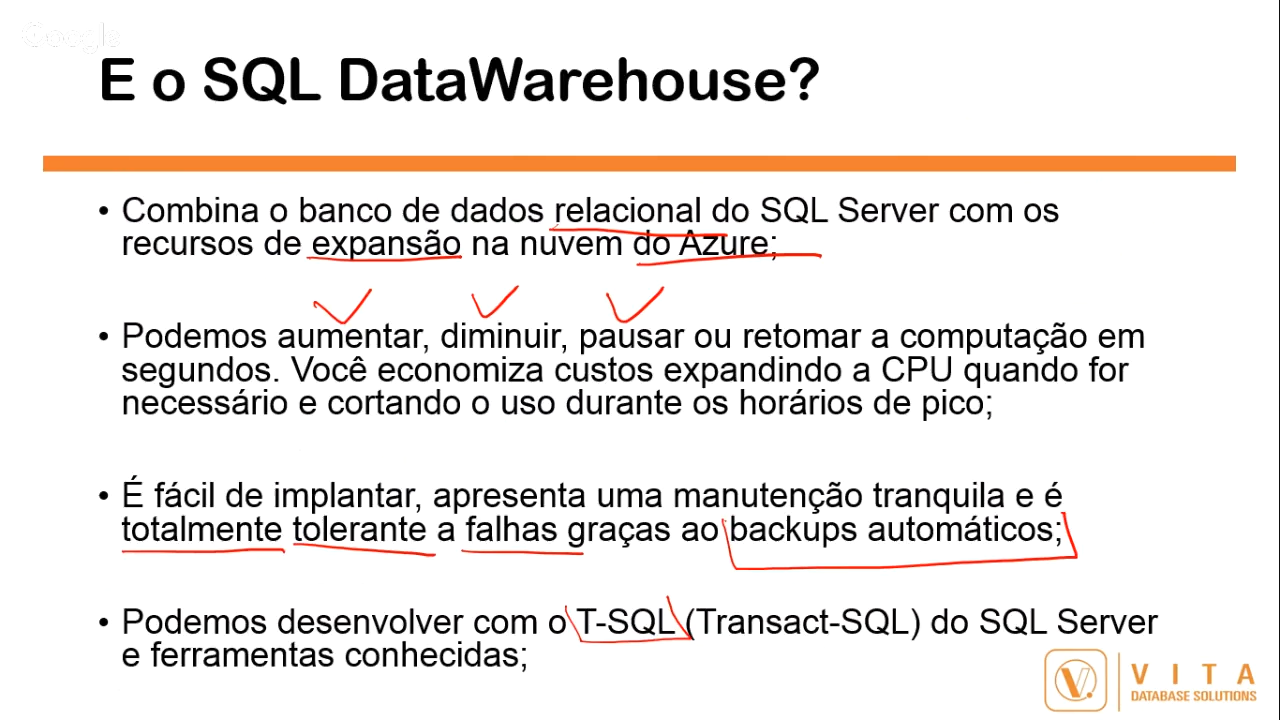 Google
E o SQL DataWarehouse?
• Combina o banco de dados relacional do SQL Server com os
recursos de expansão na nuvem do Azure;
• Podemos aumentar, diminuir, pausar ou retomar a computação em
segundos. Você economiza custos expandindo a CPU quando for
necessário e cortando o uso durante os horários de pico;
• É fácil de implantar, apresenta uma manutenção tranquila e é
totalmente tolerante a falhas graças ao backups automáticos;
• Podemos desenvolver com o T-SQL (Transact-SQL) do SQL Server
e ferramentas conhecidas;
VITA
DATABASE SOLUTIONS